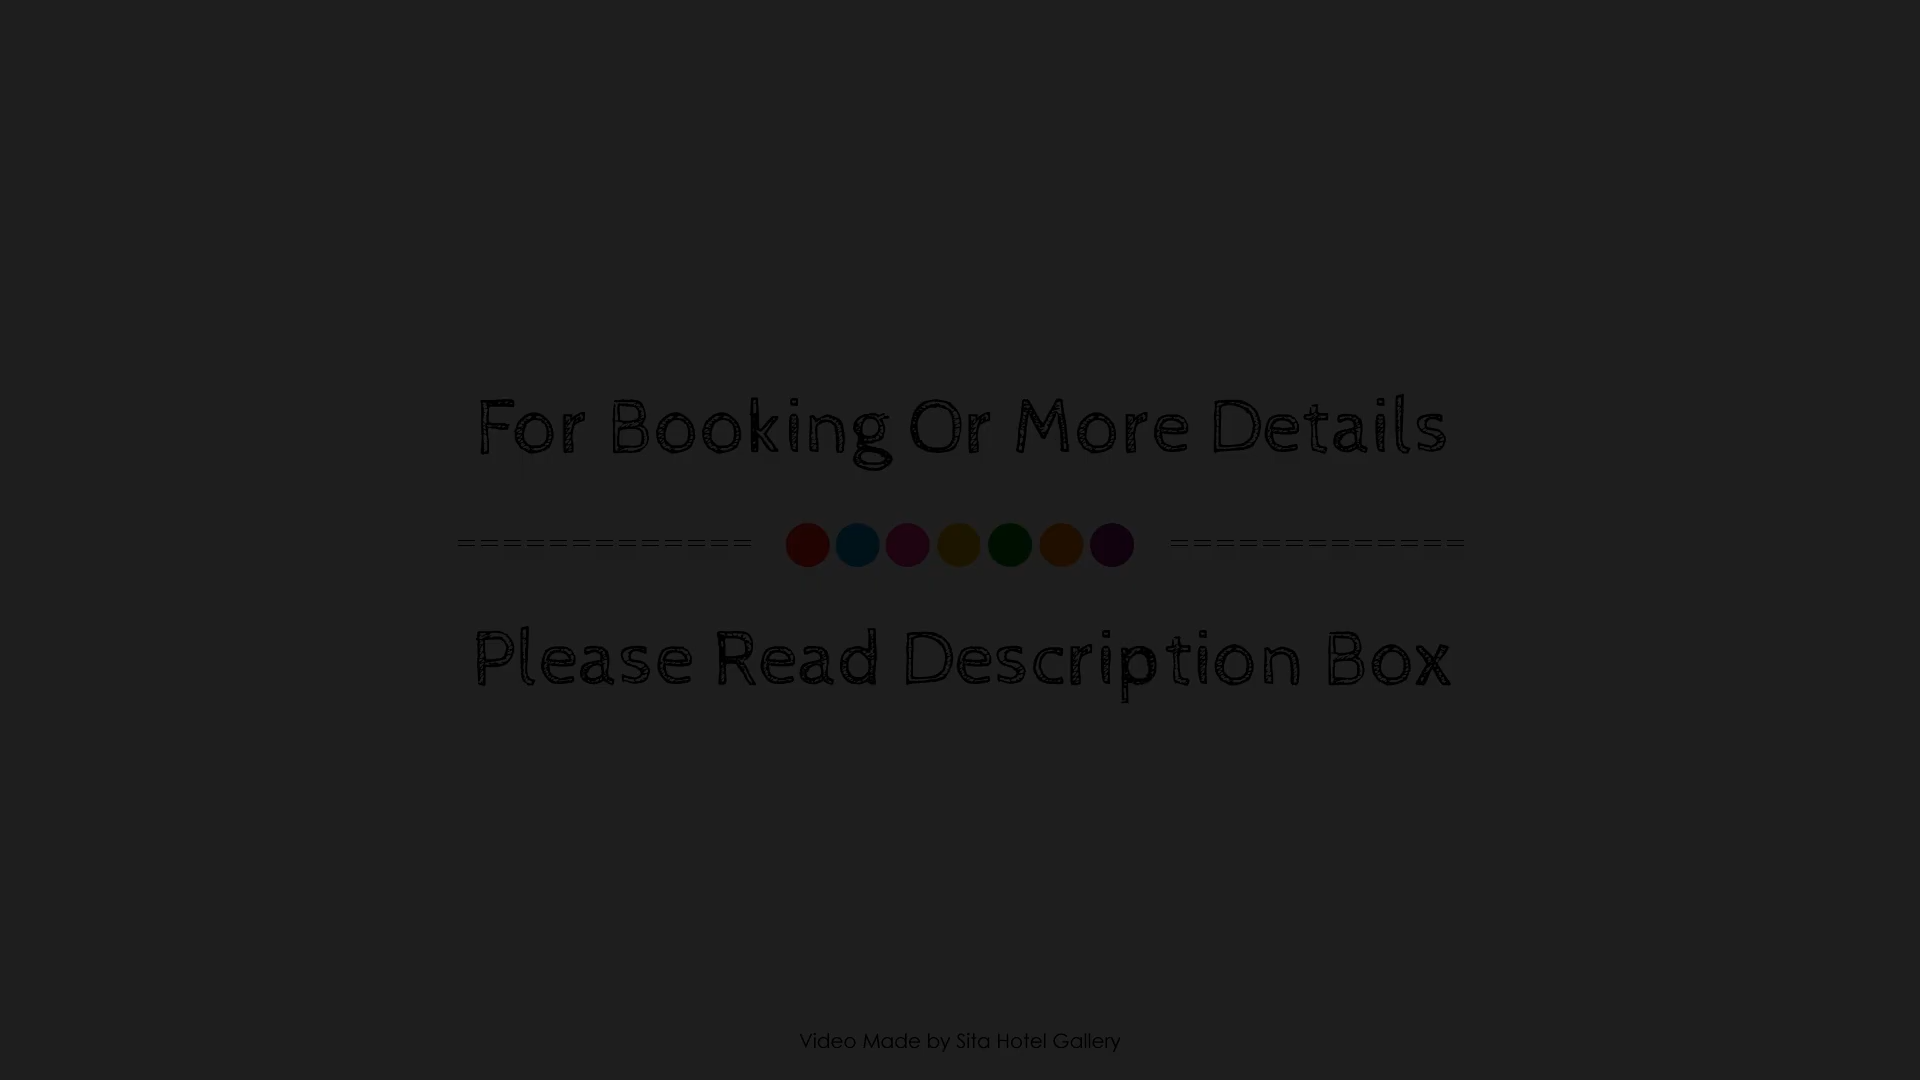 For Booking Or More Details
============= =============
Please Read Description Box
Video Made by Sita Hotel Gallery